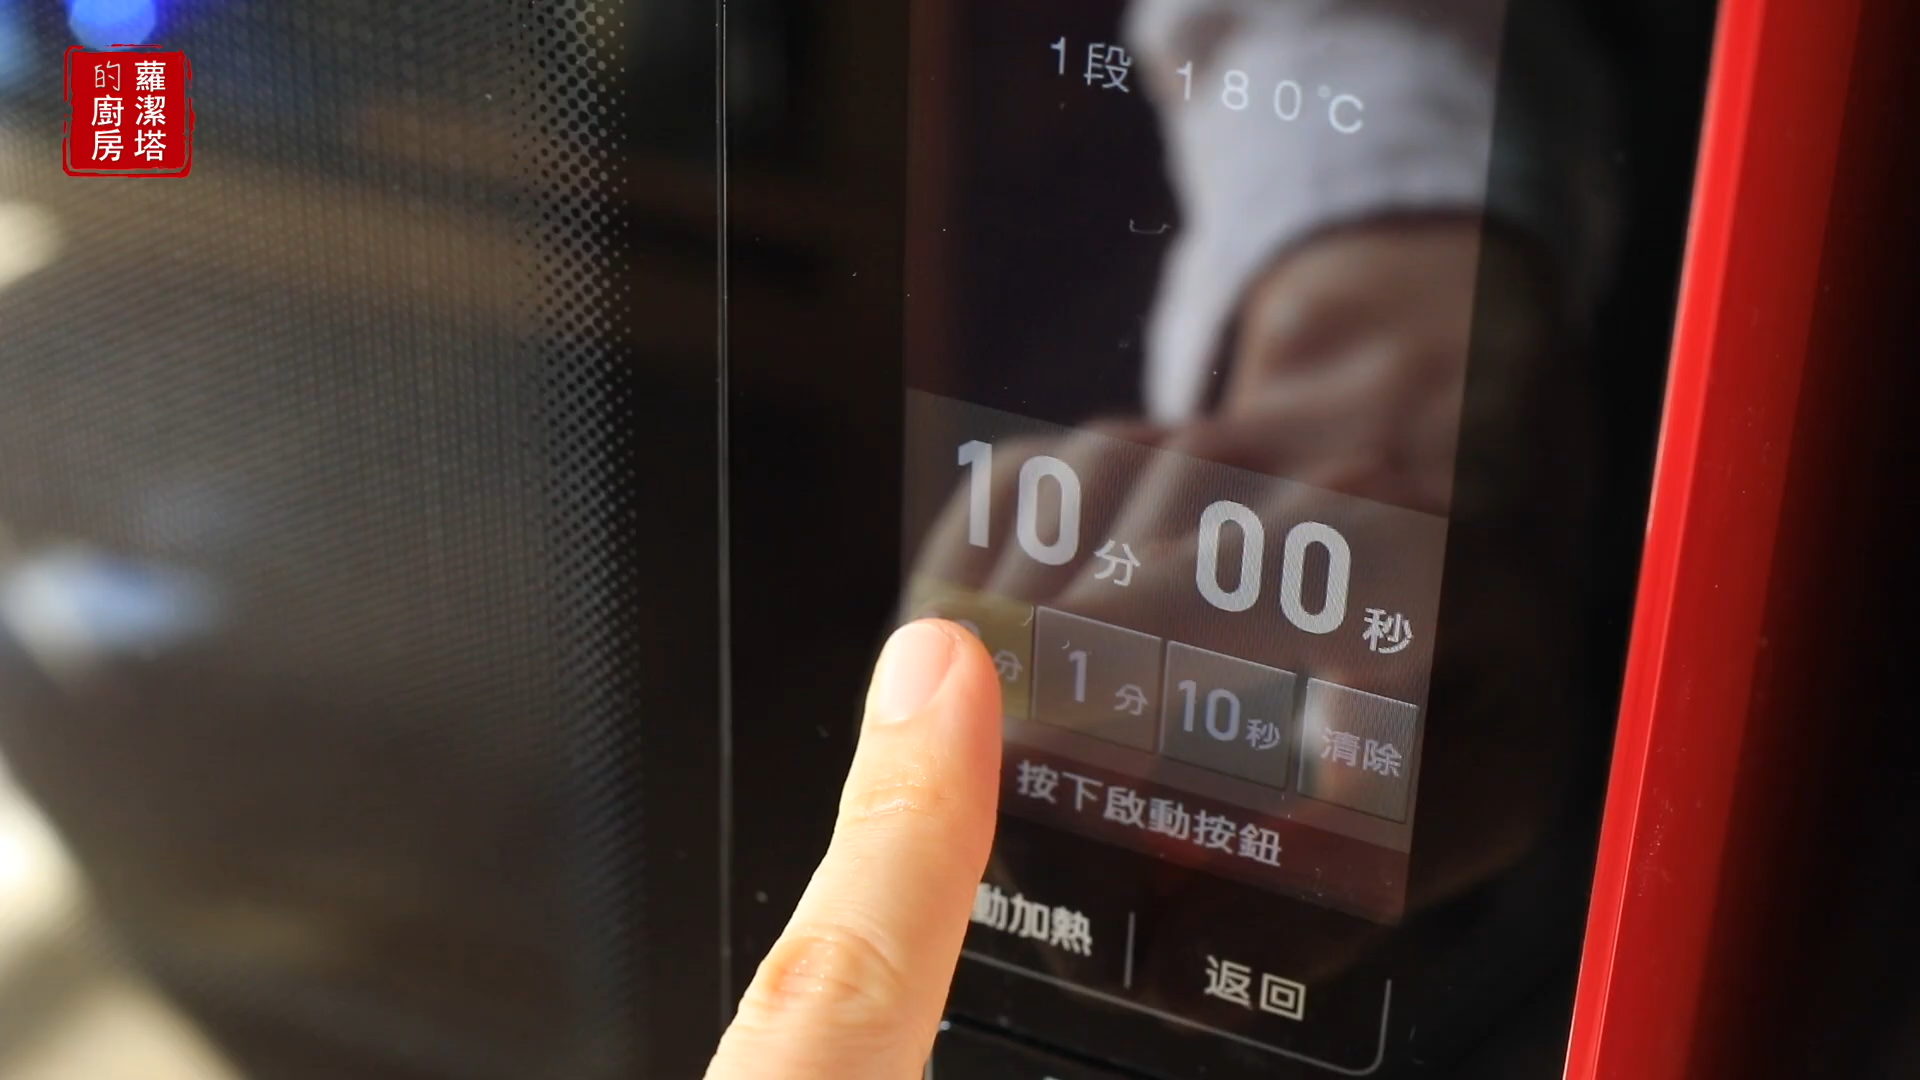 蘿潔塔
的廚房
1段 180℃
10分 00秒
分 1分 10秒 清除
按下啟動按鈕
動加熱 返回